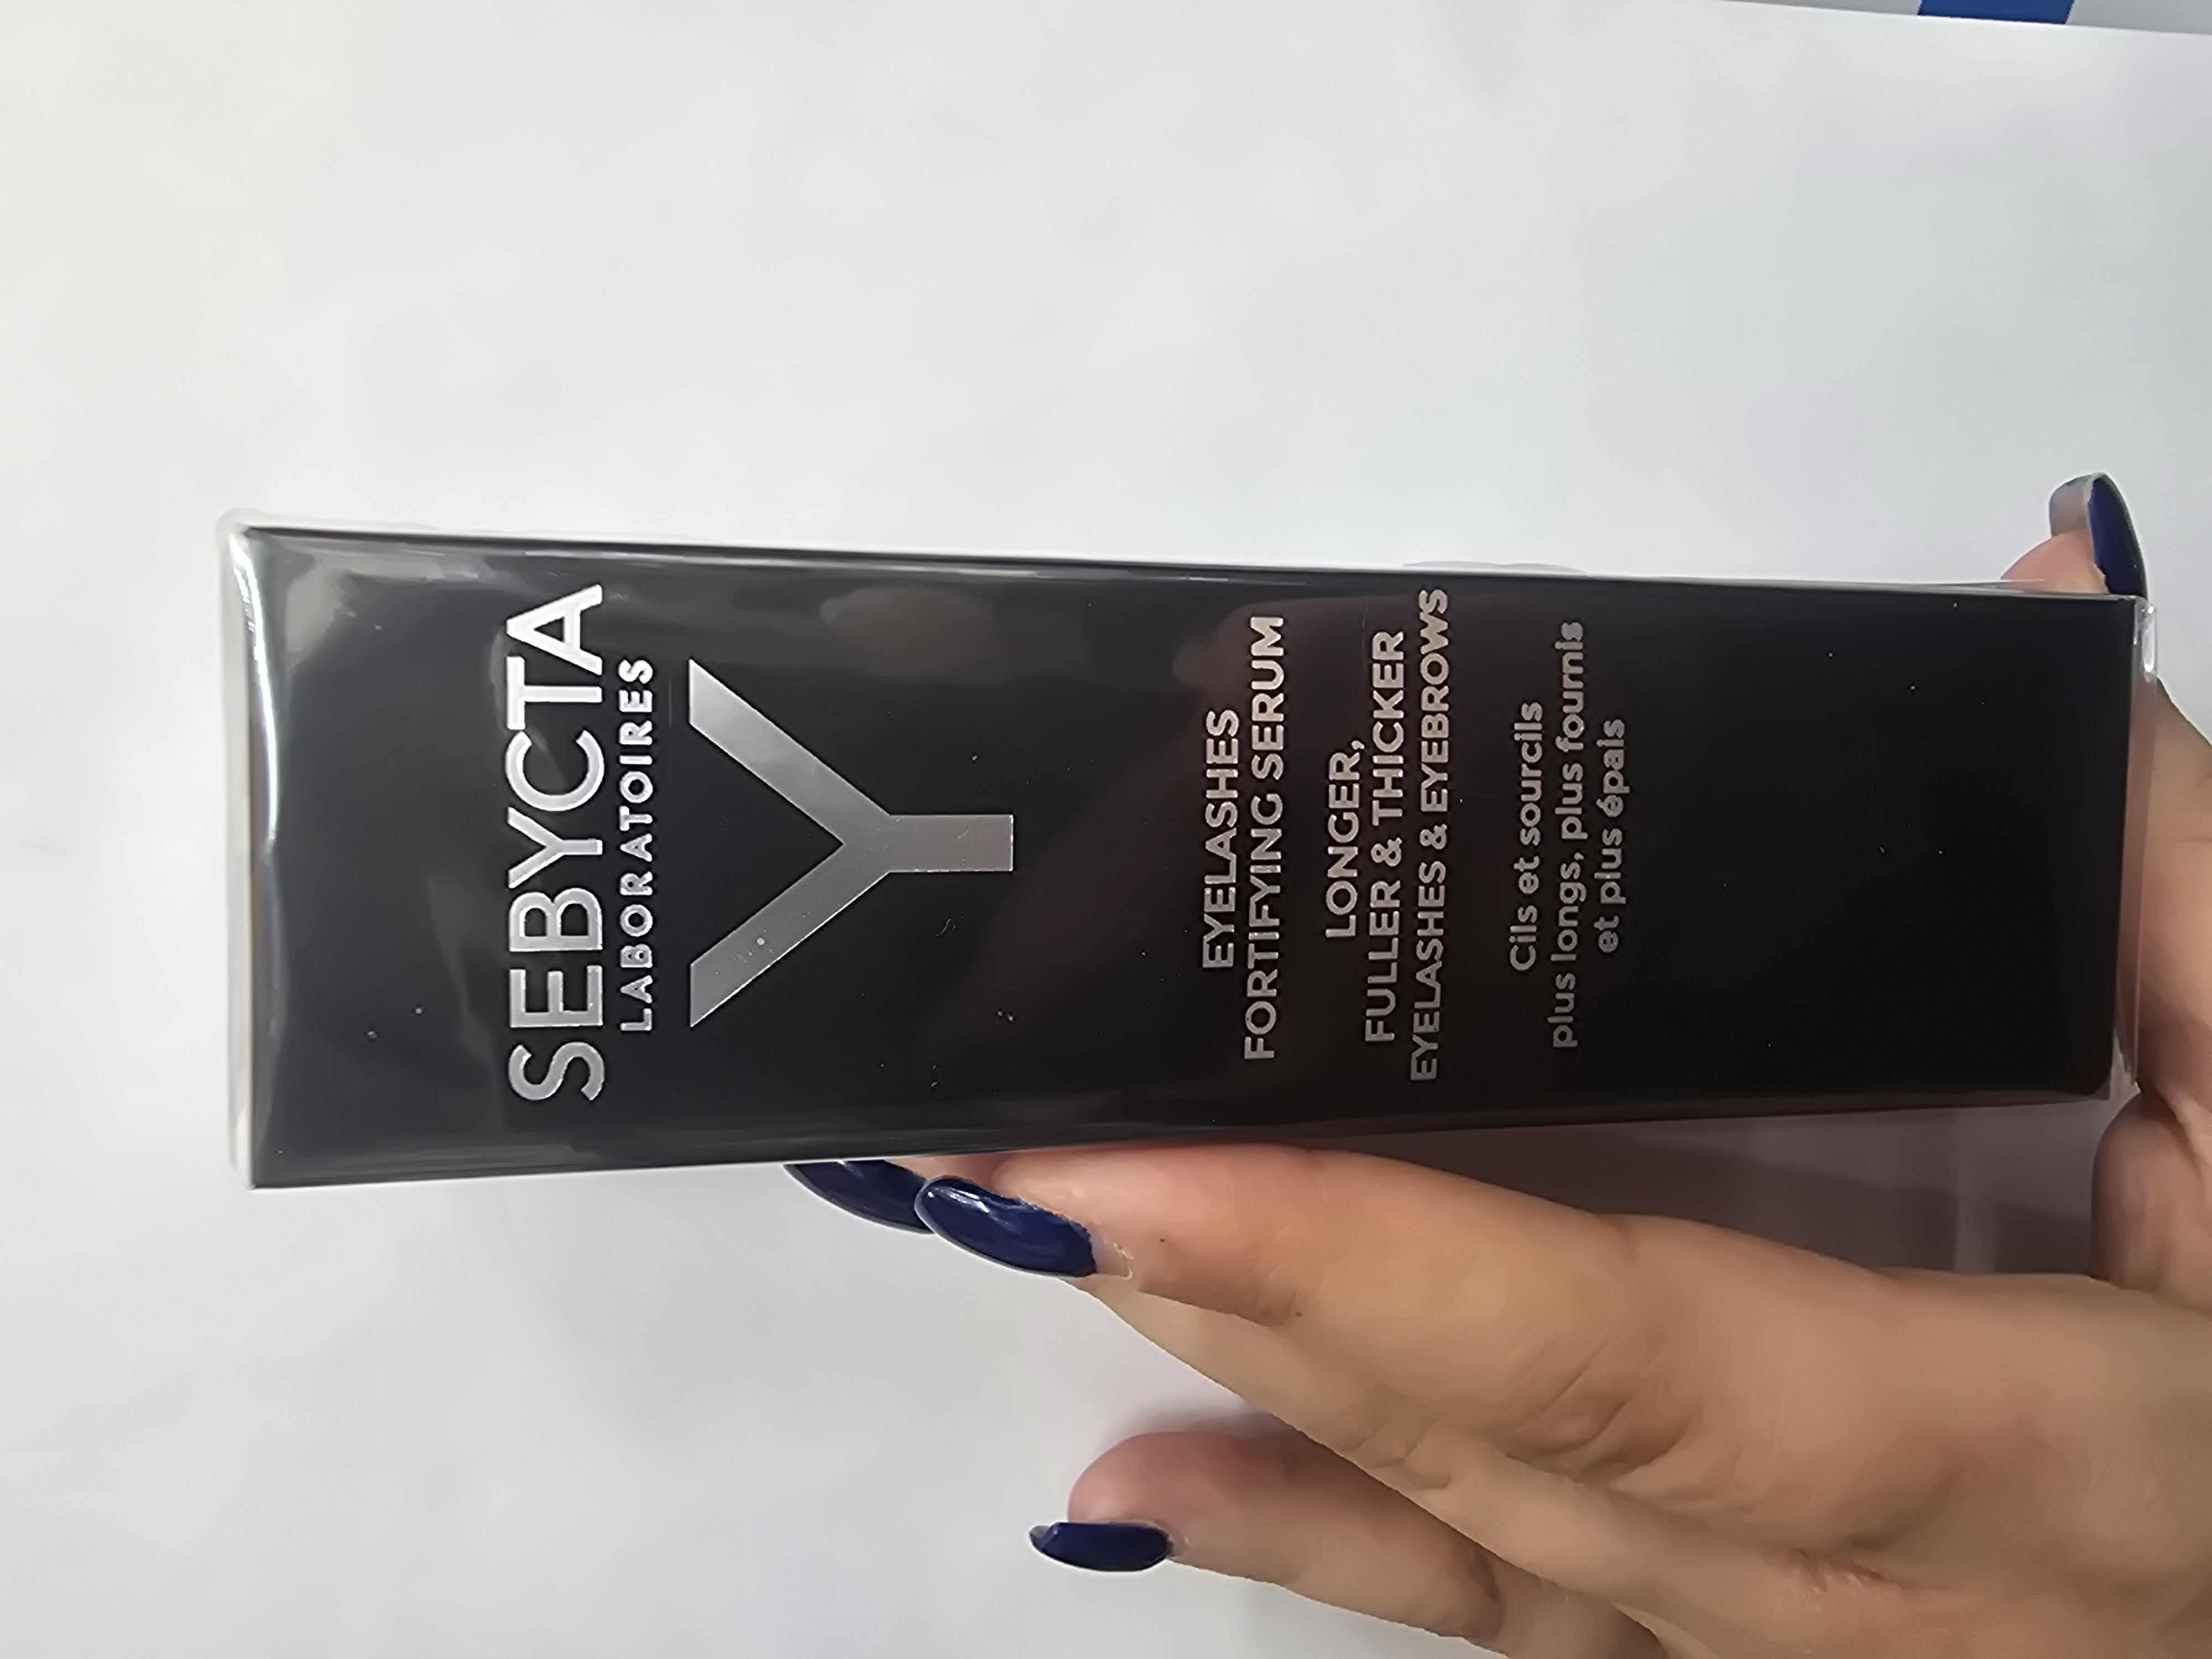 SEBYCTA
LABORATOIRES
Y
EYELASHES
FORTIFYING SERUM
LONGER,
FULLER & THICKER
EYELASHES & EYEBROWS
Cils et sourcils
plus longs, plus fournis
et plus épais